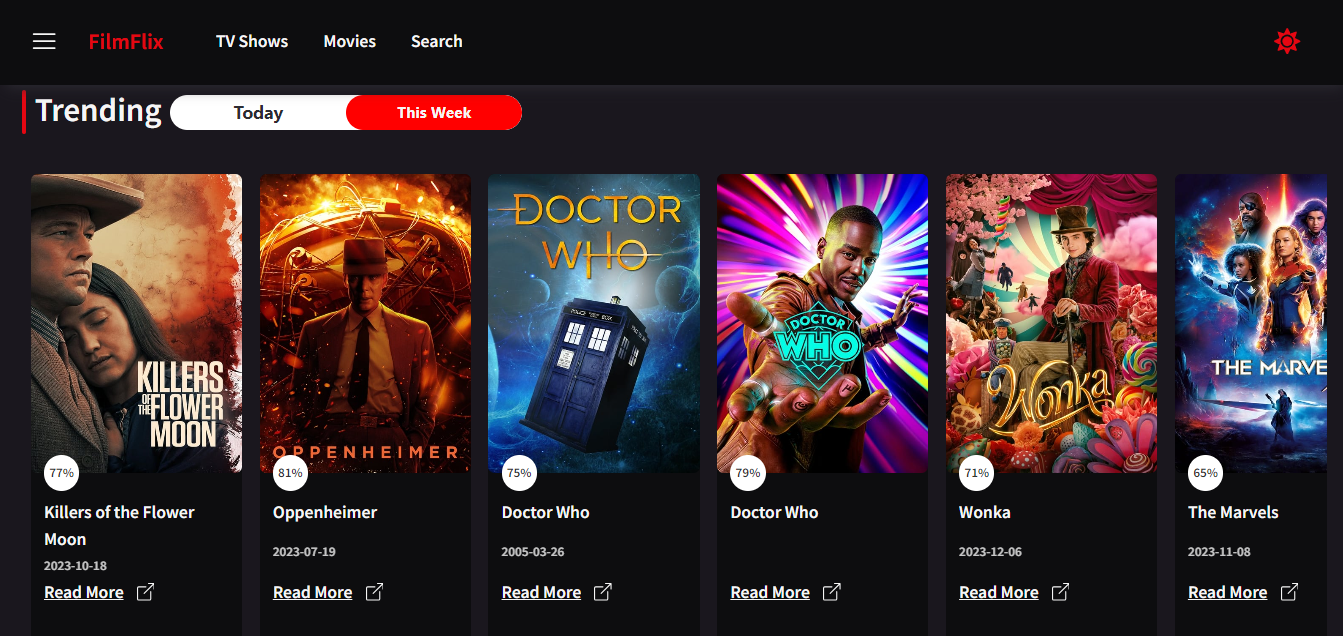 FilmFlix TV Shows Movies Search
Trending Today This Week
KILLERS
OF THE FLOWER
MOON
OPPENHEIMER
DOCTOR
WHO
POLICE BOX
DOCTOR
WHO
Wonka
THE MARVE
77% 81% 75% 79% 71% 65%
Killers of the Flower
Moon
2023-10-18
Read More
Oppenheimer
2023-07-19
Read More
Doctor Who
2005-03-26
Read More
Doctor Who
Read More
Wonka
2023-12-06
Read More
The Marvels
2023-11-08
Read More